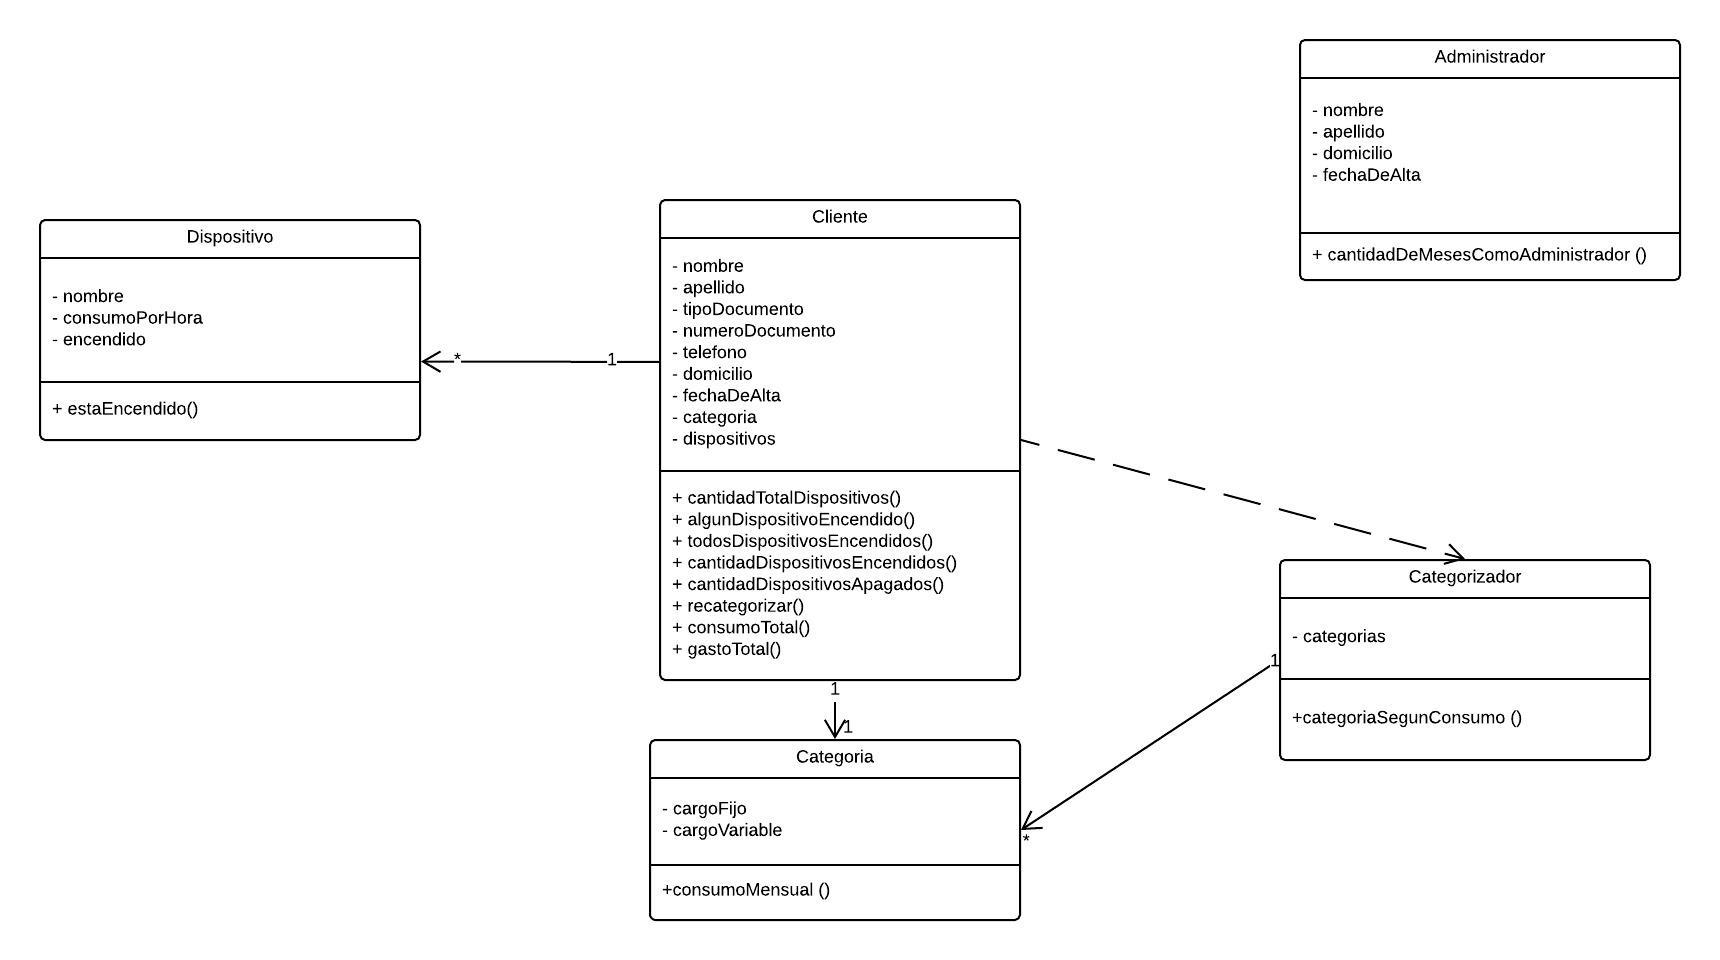 Administrador
- nombre
- apellido
- domicilio
- fechaDeAlta
+ cantidadDeMesesComoAdministrador ()
Cliente
- nombre
- apellido
- tipoDocumento
- numeroDocumento
- telefono
- domicilio
- fechaDeAlta
- categoria
- dispositivos
+ cantidadTotalDispositivos()
+ algunDispositivoEncendido()
+ todosDispositivosEncendidos()
+ cantidadDispositivosEncendidos()
+ cantidadDispositivosApagados()
+ recategorizar()
+ consumoTotal()
+ gastoTotal()
Dispositivo
- nombre
- consumoPorHora
- encendido
+ estaEncendido()
*
1
1
1
Categorizador
- categorias
+categoriaSegunConsumo ()
1
*
Categoria
- cargoFijo
- cargoVariable
+consumoMensual ()